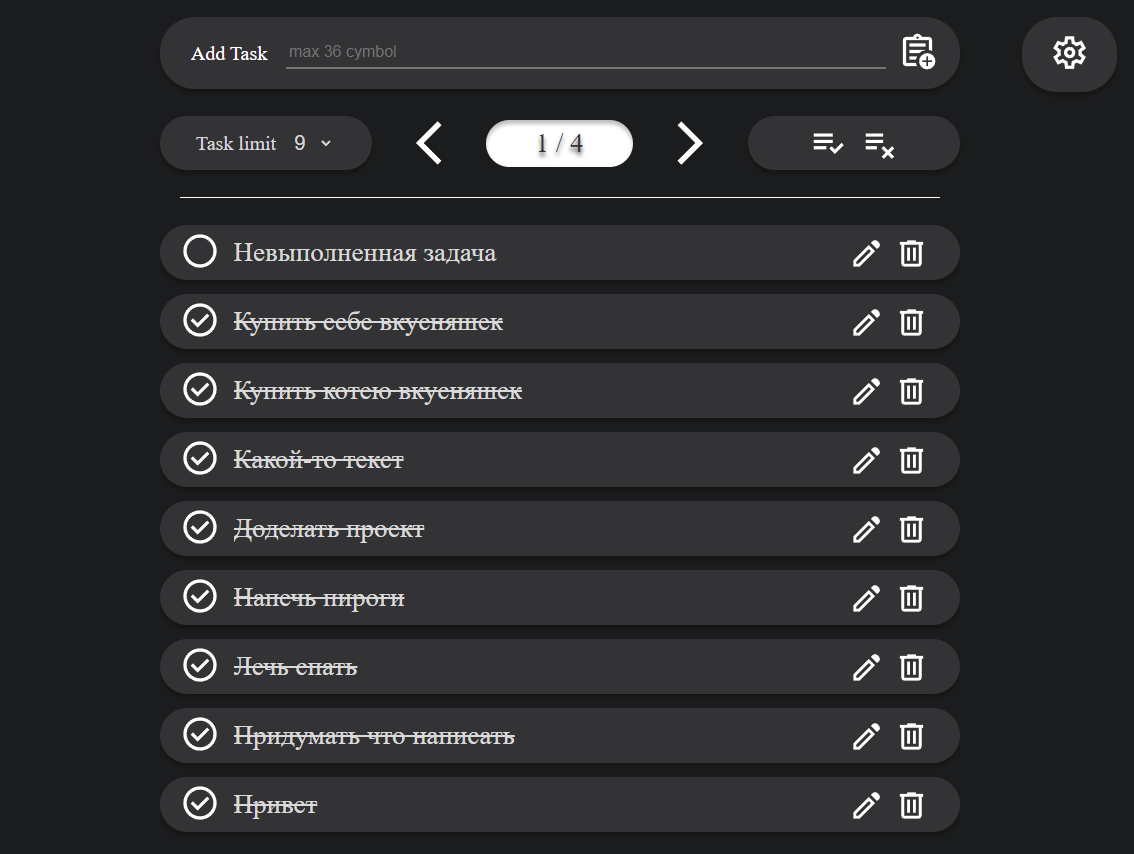 Add Task max 36 cymbol
Task limit 9 1 / 4
Невыполненная задача
Купить себе вкусняшек
Купить котею вкусняшек
Какой-то текст
Доделать проект
Напечь пироги
Лечь спать
Придумать что написать
Привет